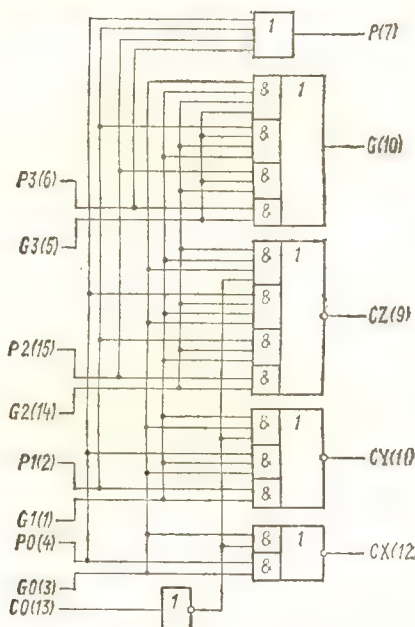 1
P(7)
&
1
&
G(10)
&
P3(6)
&
G3(5)
&
1
&
CZ(9)
&
P2(15)
&
G2(14)
&
1
P1(2)
&
CY(11)
G1(1)
&
P0(4)
&
1
CX(12
G0(3)
&
C0(13)
1